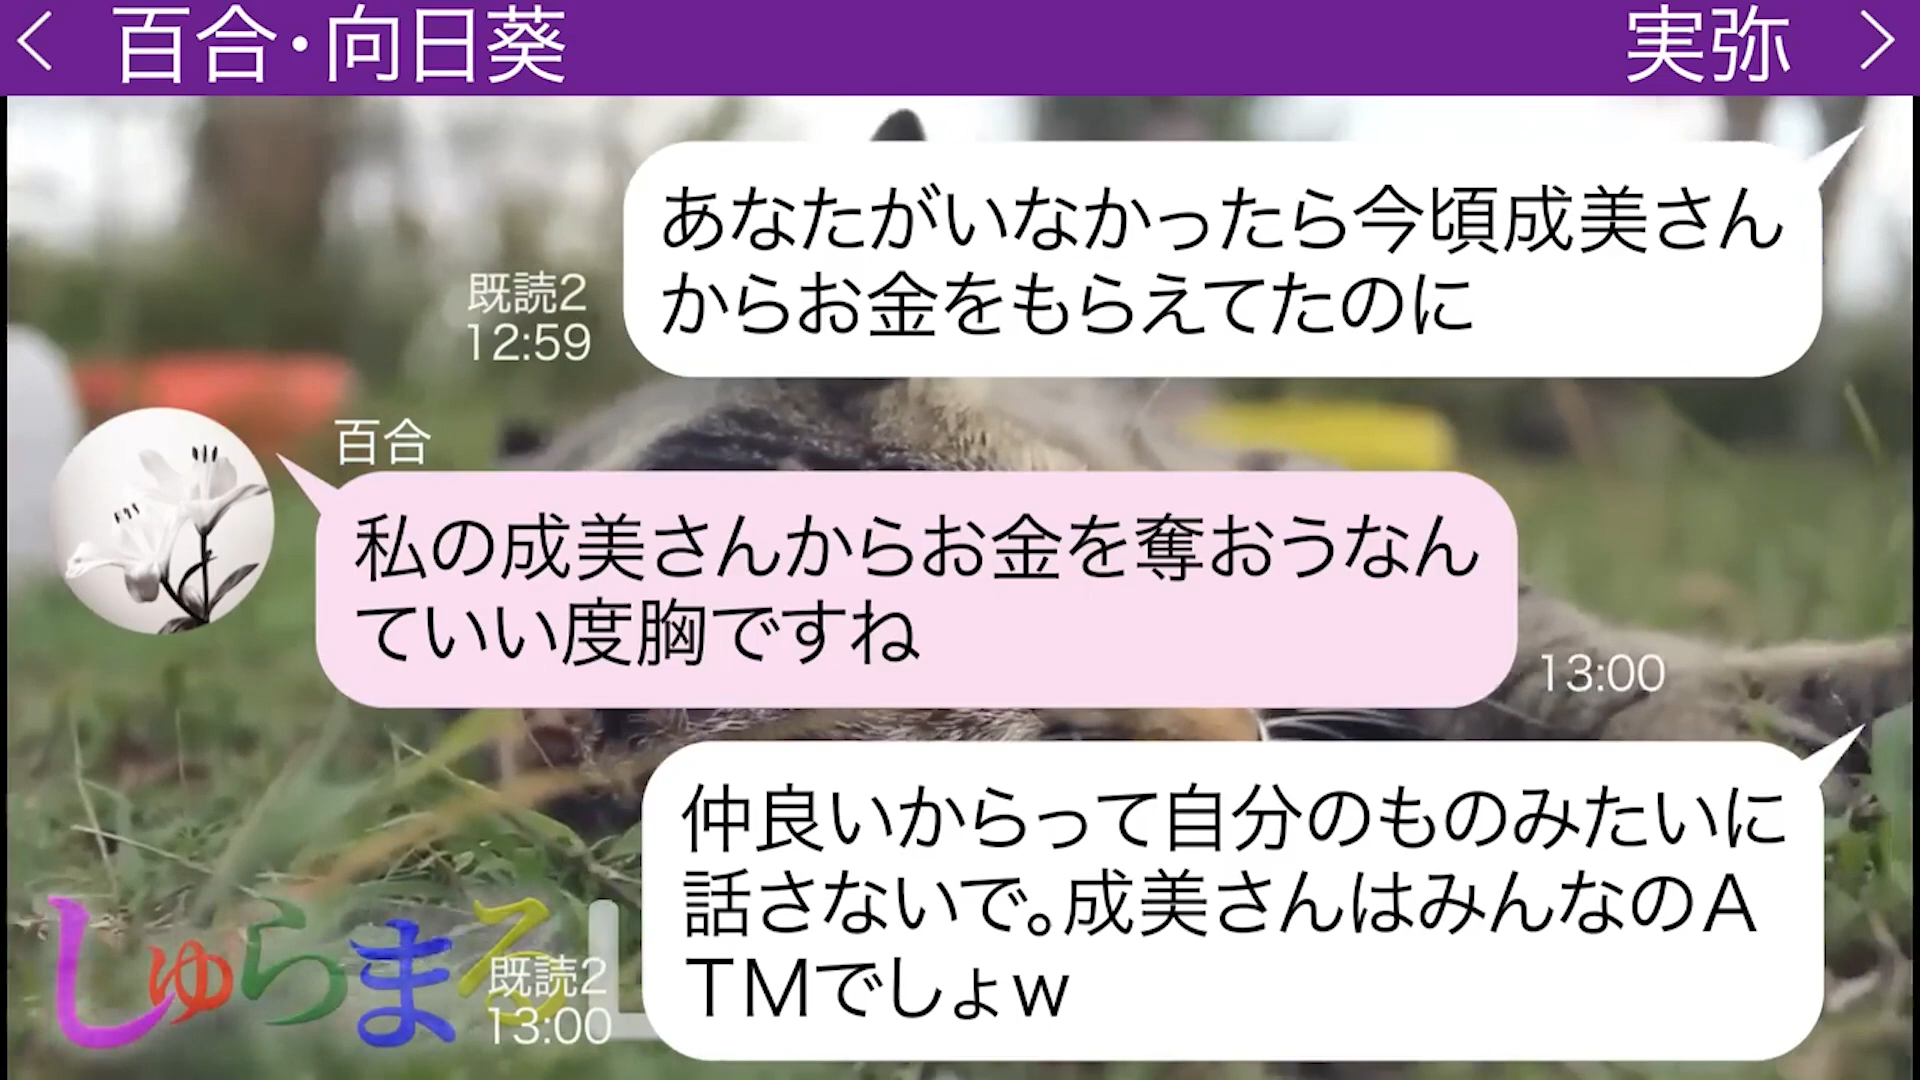 百合・向日葵
実弥
あなたがいなかったら今頃成美さん
からお金をもらえてたのに
既読2
12:59
百合
私の成美さんからお金を奪おうなん
ていい度胸ですね
13:00
仲良いからって自分のものみたいに
話さないで。成美さんはみんなのA
TMでしょw
既読2
13:00
しゅらまる
L